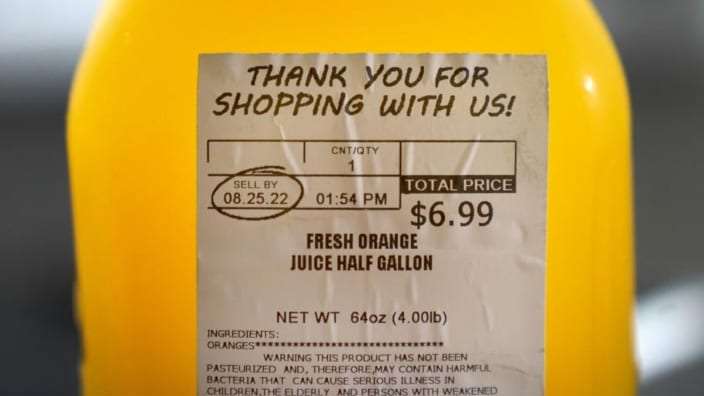 THANK YOU FOR
SHOPPING WITH US!
CNT/QTY
1
SELL BY
08.25.22 01:54 PM
TOTAL PRICE
$6.99
FRESH ORANGE
JUICE HALF GALLON
NET WT 64oz (4.00lb)
INGREDIENTS:
ORANGES*****************************
WARNING THIS PRODUCT HAS NOT BEEN
PASTEURIZED AND, THEREFORE,MAY CONTAIN HARMFUL
BACTERIA THAT CAN CAUSE SERIOUS ILLNESS IN
CHILDREN,THE ELDERLY AND PERSONS WITH WEAKENED